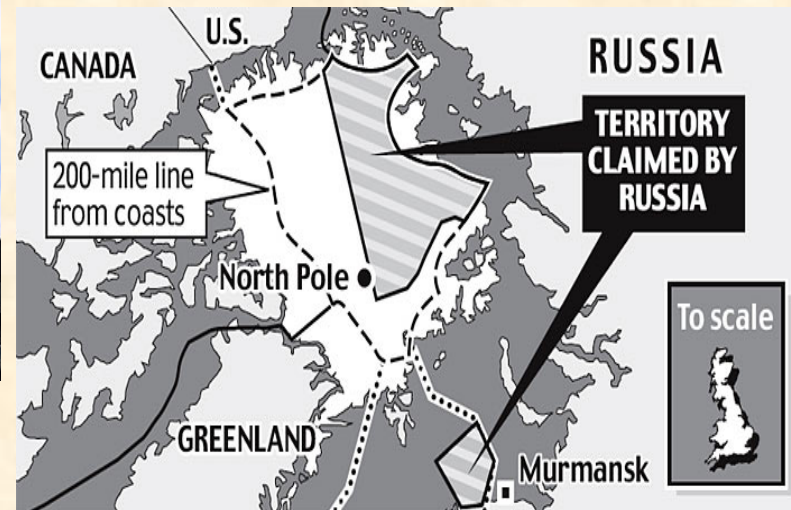 U.S.
CANADA
RUSSIA
TERRITORY
CLAIMED BY
RUSSIA
200-mile line
from coasts
North Pole
To scale
GREENLAND
Murmansk